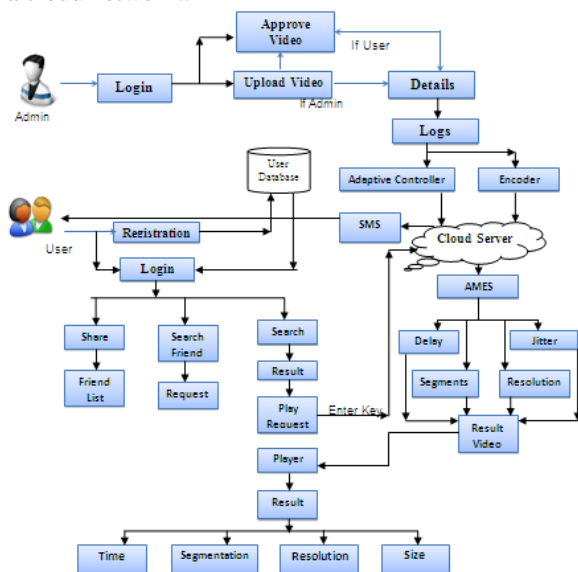 Approve
Video
If User
Login
Upload Video
Details
Admin
If Admin
Logs
User
Database
Adaptive Controller
Encoder
SMS
Registration
Cloud Server
User
Login
AMES
Share
Search
Friend
Search
Delay
Jitter
Result
Friend
List
Request
Segments
Resolution
Play
Request
Enter Key
Result
Video
Player
Result
Time
Segmentation
Resolution
Size